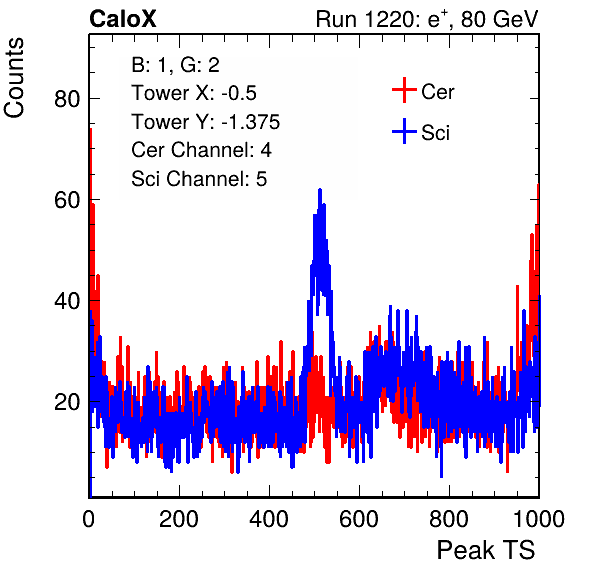 CaloX Run 1220: e+, 80 GeV
Counts
B: 1, G: 2
Tower X: -0.5
Tower Y: -1.375
Cer Channel: 4
Sci Channel: 5
Cer
Sci
80
60
40
20
0 200 400 600 800 1000
Peak TS